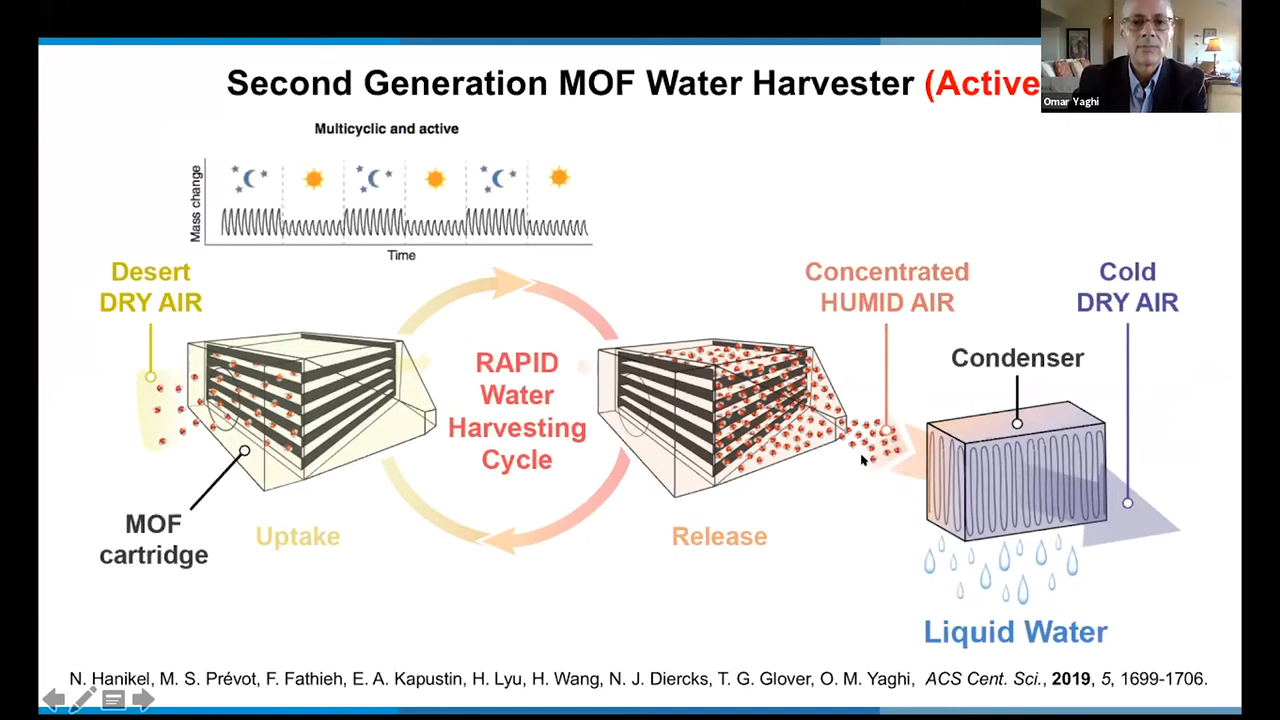 Second Generation MOF Water Harvester (Active
Omar Yaghi
Multicyclic and active
Mass change
Time
Desert
DRY AIR
Concentrated
HUMID AIR
Cold
DRY AIR
RAPID
Water
Harvesting
Cycle
Condenser
MOF
cartridge
Uptake
Release
Liquid Water
N. Hanikel, M. S. Prévot, F. Fathieh, E. A. Kapustin, H. Lyu, H. Wang, N. J. Diercks, T. G. Glover, O. M. Yaghi, ACS Cent. Sci., 2019, 5, 1699-1706.